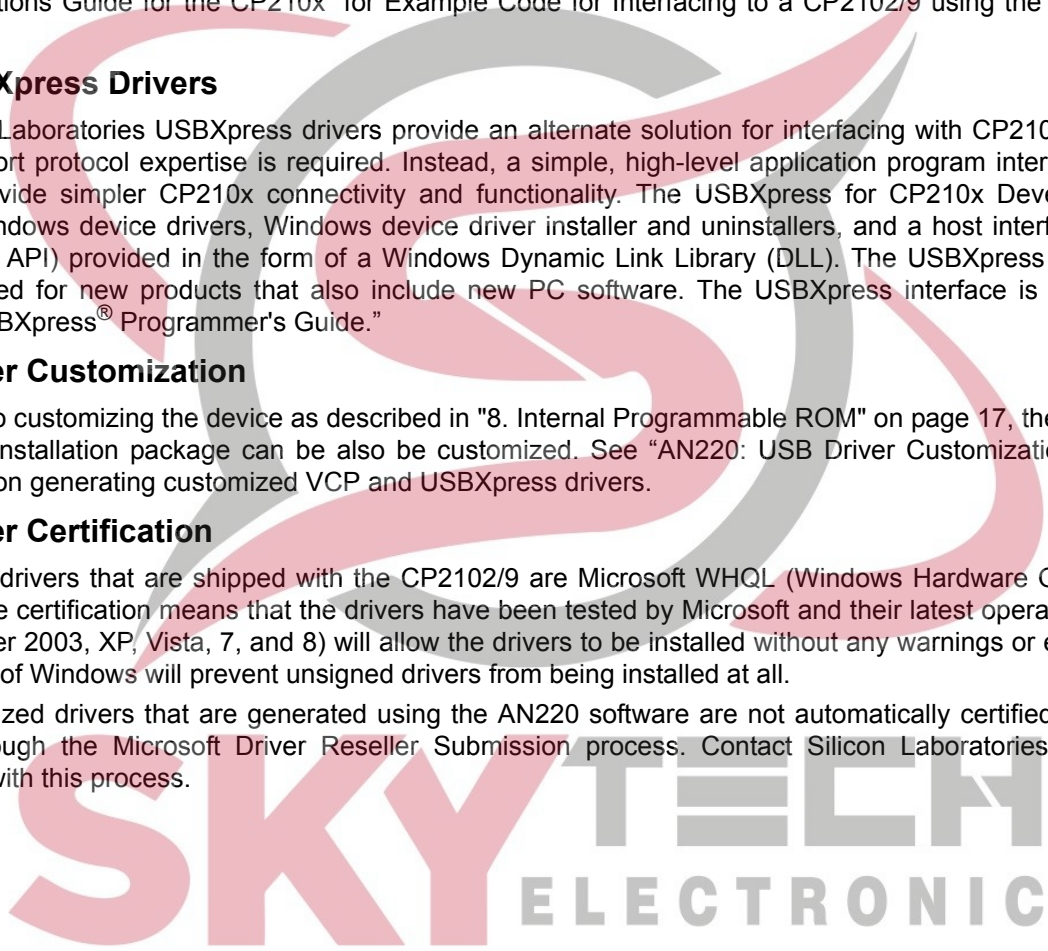 tions Guide for the CP210x" for Example Code for Interfacing to a CP2102/9 using the
Xpress Drivers
Laboratories USBXpress drivers provide an alternate solution for interfacing with CP210
ort protocol expertise is required. Instead, a simple, high-level application program inter
vide simpler CP210x connectivity and functionality. The USBXpress for CP210x Deve
ndows device drivers, Windows device driver installer and uninstallers, and a host interf
API) provided in the form of a Windows Dynamic Link Library (DLL). The USBXpress
ed for new products that also include new PC software. The USBXpress interface is
BXpress® Programmer's Guide.”
er Customization
o customizing the device as described in "8. Internal Programmable ROM" on page 17, the
nstallation package can be also be customized. See “AN220: USB Driver Customizatio
on generating customized VCP and USBXpress drivers.
er Certification
drivers that are shipped with the CP2102/9 are Microsoft WHQL (Windows Hardware Q
e certification means that the drivers have been tested by Microsoft and their latest opera
er 2003, XP, Vista, 7, and 8) will allow the drivers to be installed without any warnings or e
of Windows will prevent unsigned drivers from being installed at all.
ized drivers that are generated using the AN220 software are not automatically certified
ough the Microsoft Driver Reseller Submission process. Contact Silicon Laboratories
with this process.
SKY TECH
ELECTRONIC